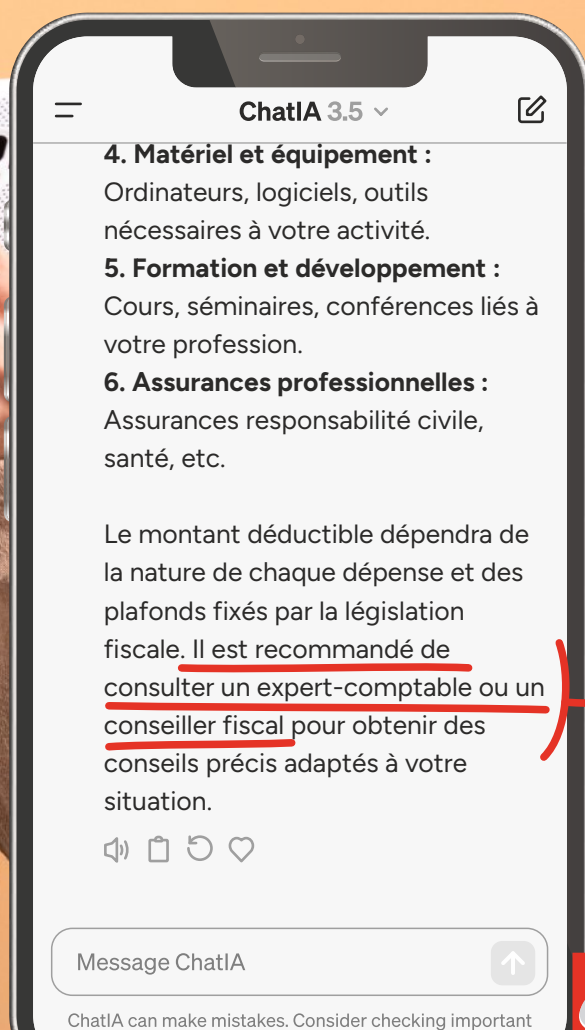 ChatIA 3.5
4. Matériel et équipement :
Ordinateurs, logiciels, outils
nécessaires à votre activité.
5. Formation et développement :
Cours, séminaires, conférences liés à
votre profession.
6. Assurances professionnelles :
Assurances responsabilité civile,
santé, etc.
Le montant déductible dépendra de
la nature de chaque dépense et des
plafonds fixés par la législation
fiscale. Il est recommandé de
consulter un expert-comptable ou un
conseiller fiscal pour obtenir des
conseils précis adaptés à votre
situation.
Message ChatIA
ChatIA can make mistakes. Consider checking important